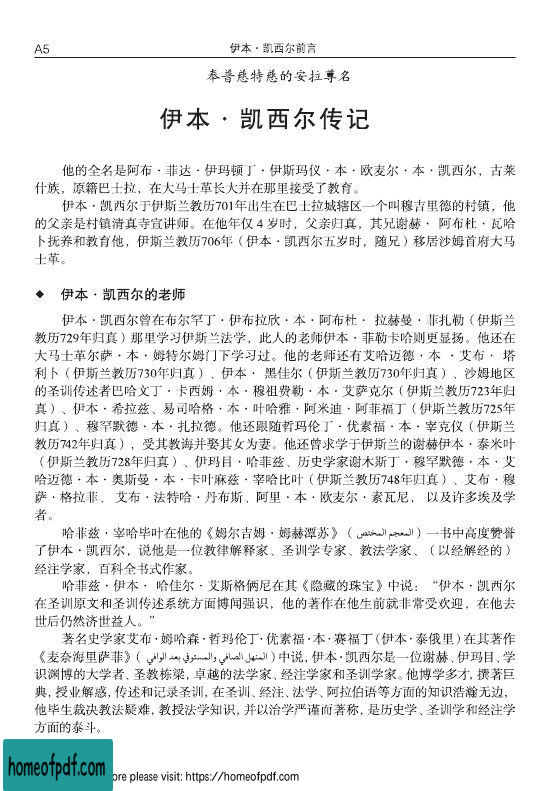 A5
伊本·凯西尔前言
奉普慈特慈的安拉尊名
伊本·凯西尔传记
他的全名是阿布·菲达·伊玛顿丁·伊斯玛仪·本·欧麦尔·本·凯西尔，古莱
什族，原籍巴士拉，在大马士革长大并在那里接受了教育。
伊本·凯西尔于伊斯兰教历701年出生在巴士拉城辖区一个叫穆吉里德的村镇，他
的父亲是村镇清真寺宣讲师。在他年仅 4 岁时，父亲归真，其兄谢赫· 阿布杜·瓦哈
卜抚养和教育他，伊斯兰教历706年（伊本·凯西尔五岁时，随兄）移居沙姆首府大马
士革。
◆ 伊本·凯西尔的老师
伊本·凯西尔曾在布尔罕丁·伊布拉欣·本·阿布杜· 拉赫曼·菲扎勒（伊斯兰
教历729年归真）那里学习伊斯兰法学，此人的老师伊本·菲勒卡哈则更显扬。他还在
大马士革尔萨·本·姆特尔姆门下学习过。他的老师还有艾哈迈德·本 ·艾布· 塔
利卜（伊斯兰教历730年归真）、伊本· 黑佳尔（伊斯兰教历730年归真）、沙姆地区
的圣训传述者巴哈文丁·卡西姆·本·穆祖费勒·本·艾萨克尔（伊斯兰教历723年归
真）、伊本·希拉兹、易司哈格·本·叶哈雅·阿米迪·阿菲福丁（伊斯兰教历725年
归真）、穆罕默德·本·扎拉德。他还跟随哲玛伦丁·优素福·本·宰克仪（伊斯兰
教历742年归真），受其教诲并娶其女为妻。他还曾求学于伊斯兰的谢赫伊本·泰米叶
（伊斯兰教历728年归真）、伊玛目·哈菲兹、历史学家谢木斯丁·穆罕默德·本·艾
哈迈德·本·奥斯曼·本·卡叶麻兹·宰哈比叶（伊斯兰教历748年归真）、艾布·穆
萨·格拉菲、 艾布·法特哈·丹布斯、阿里·本·欧麦尔·索瓦尼， 以及许多埃及学
者。
哈菲兹·宰哈毕叶在他的《姆尔吉姆·姆赫潭苏》（المعجم المختص）一书中高度赞誉
了伊本·凯西尔，说他是一位教律解释家、圣训学专家、教法学家、（以经解经的）
经注学家，百科全书式作家。
哈菲兹·伊本· 哈佳尔·艾斯格俩尼在其《隐藏的珠宝》中说：“伊本·凯西尔
在圣训原文和圣训传述系统方面博闻强识，他的著作在他生前就非常受欢迎，在他去
世后仍然济世益人。”
著名史学家艾布·姆哈森·哲玛伦丁·优素福·本·赛福丁(伊本·泰俄里)在其著作
《麦奈海里萨菲》（المنهل الصافي والمستوفي بعد الوافي）中说，伊本·凯西尔是一位谢赫、伊玛目、学
识渊博的大学者、圣教栋梁，卓越的法学家、经注学家和圣训学家。他博学多才，撰著巨
典，授业解惑，传述和记录圣训，在圣训、经注、法学、阿拉伯语等方面的知识浩瀚无边，
他毕生裁决教法疑难，教授法学知识，并以治学严谨而著称，是历史学、圣训学和经注学
方面的泰斗。
homeofpdf.com
ore please visit: https://homeofpdf.com